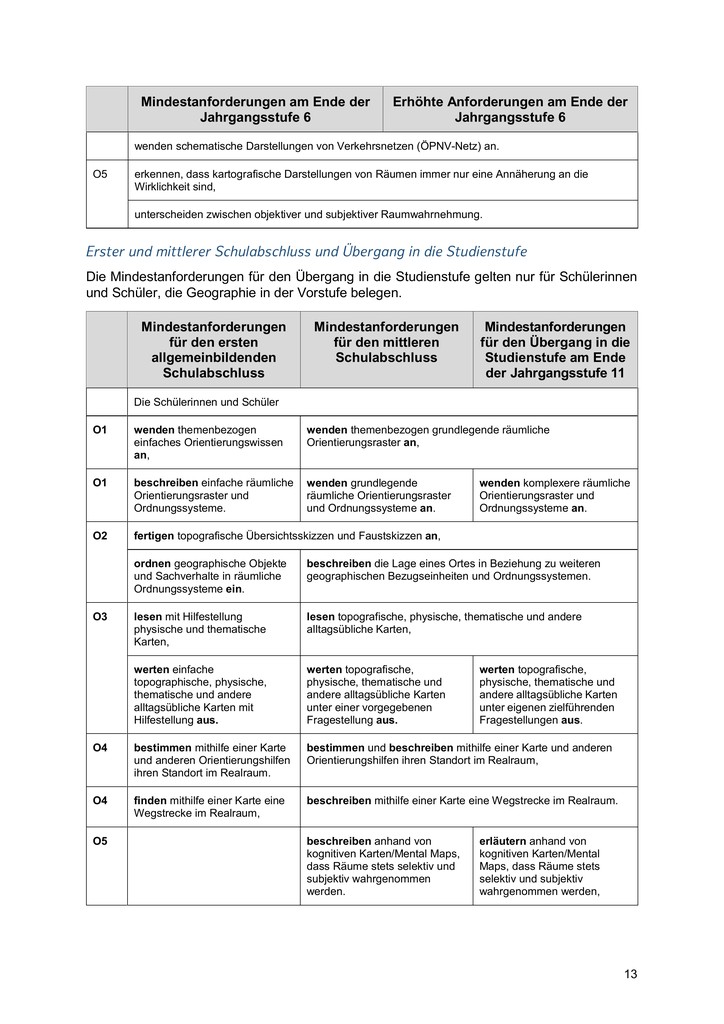 Mindestanforderungen am Ende der
Jahrgangsstufe 6
Erhöhte Anforderungen am Ende der
Jahrgangsstufe 6
wenden schematische Darstellungen von Verkehrsnetzen (ÖPNV-Netz) an.
O5
erkennen, dass kartografische Darstellungen von Räumen immer nur eine Annäherung an die
Wirklichkeit sind,
unterscheiden zwischen objektiver und subjektiver Raumwahrnehmung.
Erster und mittlerer Schulabschluss und Übergang in die Studienstufe
Die Mindestanforderungen für den Übergang in die Studienstufe gelten nur für Schülerinnen
und Schüler, die Geographie in der Vorstufe belegen.
Mindestanforderungen
für den ersten
allgemeinbildenden
Schulabschluss
Mindestanforderungen
für den mittleren
Schulabschluss
Mindestanforderungen
für den Übergang in die
Studienstufe am Ende
der Jahrgangsstufe 11
Die Schülerinnen und Schüler
O1
wenden themenbezogen
einfaches Orientierungswissen
an,
wenden themenbezogen grundlegende räumliche
Orientierungsraster an,
O1
beschreiben einfache räumliche
Orientierungsraster und
Ordnungssysteme.
wenden grundlegende
räumliche Orientierungsraster
und Ordnungssysteme an.
wenden komplexere räumliche
Orientierungsraster und
Ordnungssysteme an.
O2
fertigen topografische Übersichtsskizzen und Faustskizzen an,
ordnen geographische Objekte
und Sachverhalte in räumliche
Ordnungssysteme ein.
beschreiben die Lage eines Ortes in Beziehung zu weiteren
geographischen Bezugseinheiten und Ordnungssystemen.
O3
lesen mit Hilfestellung
physische und thematische
Karten,
lesen topografische, physische, thematische und andere
alltagsübliche Karten,
werten einfache
topographische, physische,
thematische und andere
alltagsübliche Karten mit
Hilfestellung aus.
werten topografische,
physische, thematische und
andere alltagsübliche Karten
unter einer vorgegebenen
Fragestellung aus.
werten topografische,
physische, thematische und
andere alltagsübliche Karten
unter eigenen zielführenden
Fragestellungen aus.
O4
bestimmen mithilfe einer Karte
und anderen Orientierungshilfen
ihren Standort im Realraum.
bestimmen und beschreiben mithilfe einer Karte und anderen
Orientierungshilfen ihren Standort im Realraum,
O4
finden mithilfe einer Karte eine
Wegstrecke im Realraum,
beschreiben mithilfe einer Karte eine Wegstrecke im Realraum.
O5
beschreiben anhand von
kognitiven Karten/Mental Maps,
dass Räume stets selektiv und
subjektiv wahrgenommen
werden.
erläutern anhand von
kognitiven Karten/Mental
Maps, dass Räume stets
selektiv und subjektiv
wahrgenommen werden,
13